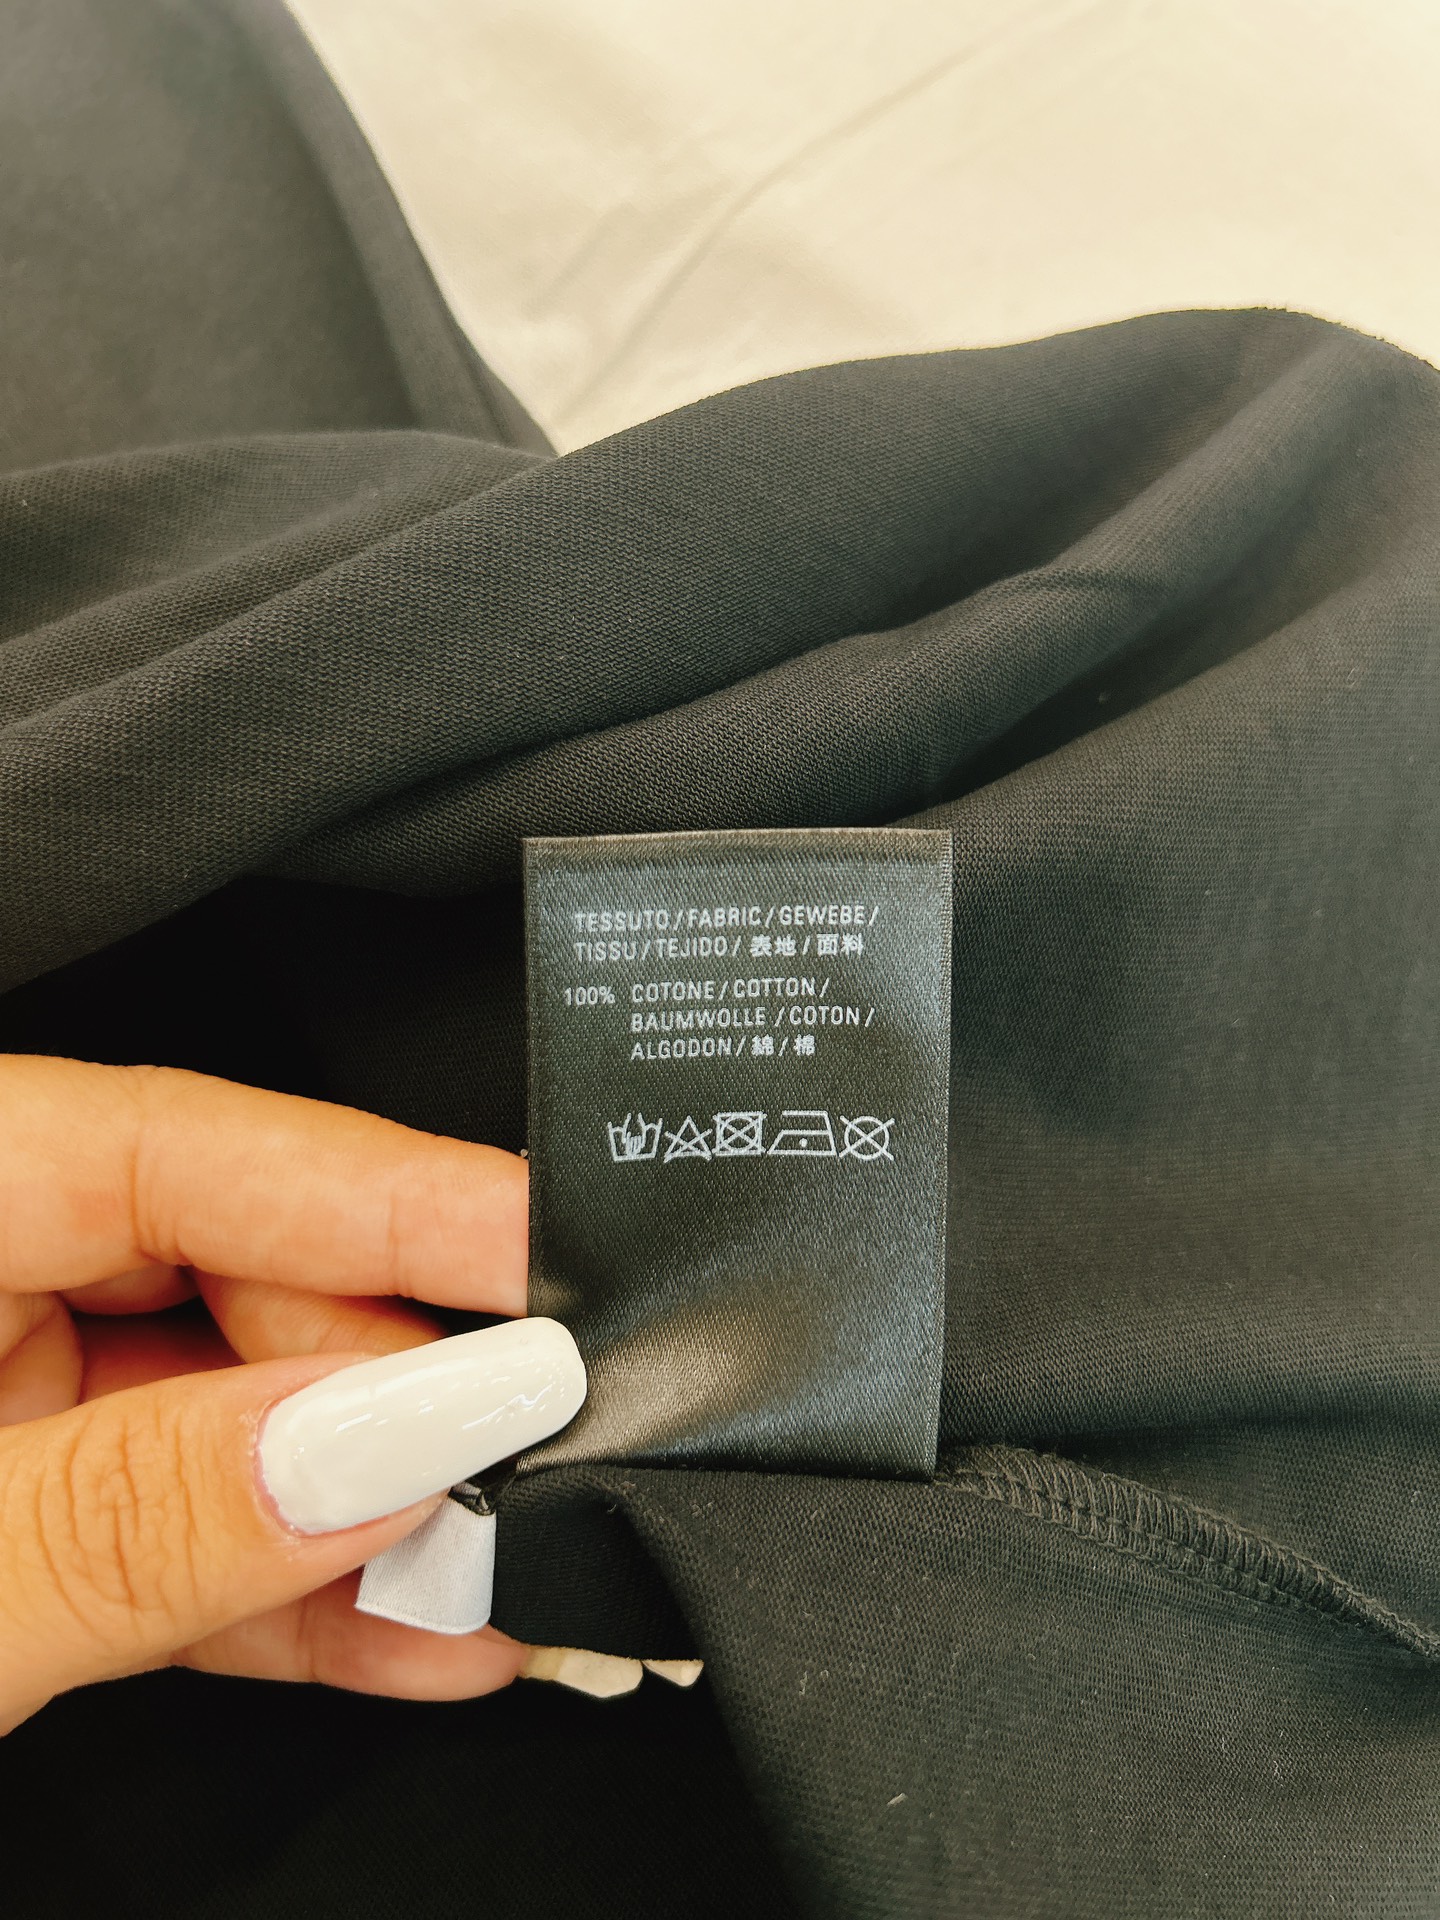 TESSUTO/FABRIC/GEWEBE/
TISSU/TEJIDO/表地/面料
100% COTONE/COTTON/
BAUMWOLLE/COTON/
ALGODON/綿/棉